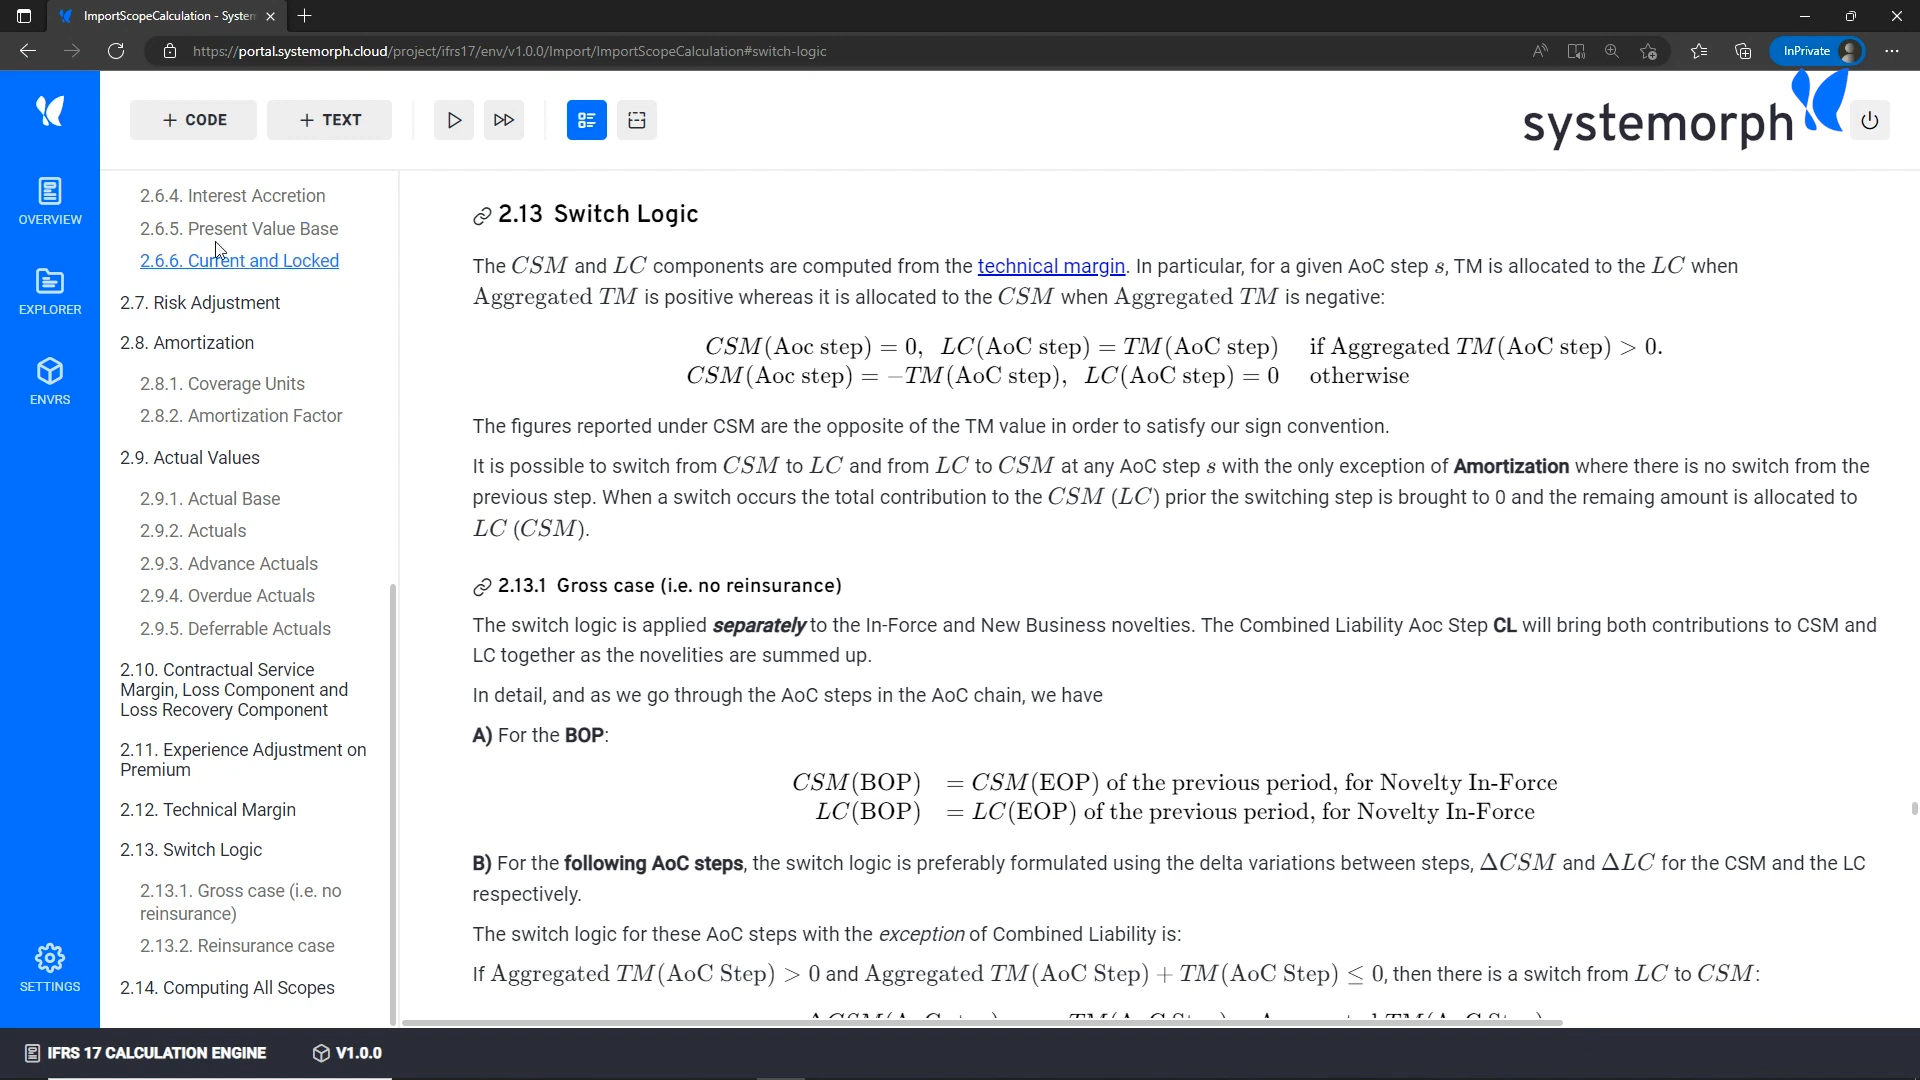 ImportScopeCalculation - System
https://portal.systemorph.cloud/project/ifrs17/env/v1.0.0/Import/ImportScopeCalculation#switch-logic
InPrivate
+ CODE
+ TEXT
systemorph
OVERVIEW
EXPLORER
ENVRS
SETTINGS
2.6.4. Interest Accretion
2.6.5. Present Value Base
2.6.6. Current and Locked
2.7. Risk Adjustment
2.8. Amortization
2.8.1. Coverage Units
2.8.2. Amortization Factor
2.9. Actual Values
2.9.1. Actual Base
2.9.2. Actuals
2.9.3. Advance Actuals
2.9.4. Overdue Actuals
2.9.5. Deferrable Actuals
2.10. Contractual Service
Margin, Loss Component and
Loss Recovery Component
2.11. Experience Adjustment on
Premium
2.12. Technical Margin
2.13. Switch Logic
2.13.1. Gross case (i.e. no
reinsurance)
2.13.2. Reinsurance case
2.14. Computing All Scopes
2.13 Switch Logic
The CSM and LC components are computed from the technical margin. In particular, for a given AoC step s, TM is allocated to the LC when
Aggregated TM is positive whereas it is allocated to the CSM when Aggregated TM is negative:
CSM(Aoc step) = 0, LC(AoC step) = TM(AoC step) if Aggregated TM(AoC step) > 0.
CSM(Aoc step) = −TM(AoC step), LC(AoC step) = 0 otherwise
The figures reported under CSM are the opposite of the TM value in order to satisfy our sign convention.
It is possible to switch from CSM to LC and from LC to CSM at any AoC step s with the only exception of Amortization where there is no switch from the
previous step. When a switch occurs the total contribution to the CSM (LC) prior the switching step is brought to 0 and the remaing amount is allocated to
LC (CSM).
2.13.1 Gross case (i.e. no reinsurance)
The switch logic is applied separately to the In-Force and New Business novelties. The Combined Liability Aoc Step CL will bring both contributions to CSM and
LC together as the novelities are summed up.
In detail, and as we go through the AoC steps in the AoC chain, we have
A) For the BOP:
CSM(BOP) = CSM(EOP) of the previous period, for Novelty In-Force
LC(BOP) = LC(EOP) of the previous period, for Novelty In-Force
B) For the following AoC steps, the switch logic is preferably formulated using the delta variations between steps, ΔCSM and ΔLC for the CSM and the LC
respectively.
The switch logic for these AoC steps with the exception of Combined Liability is:
If Aggregated TM(AoC Step) > 0 and Aggregated TM(AoC Step) + TM(AoC Step) ≤ 0, then there is a switch from LC to CSM:
IFRS 17 CALCULATION ENGINE
V1.0.0